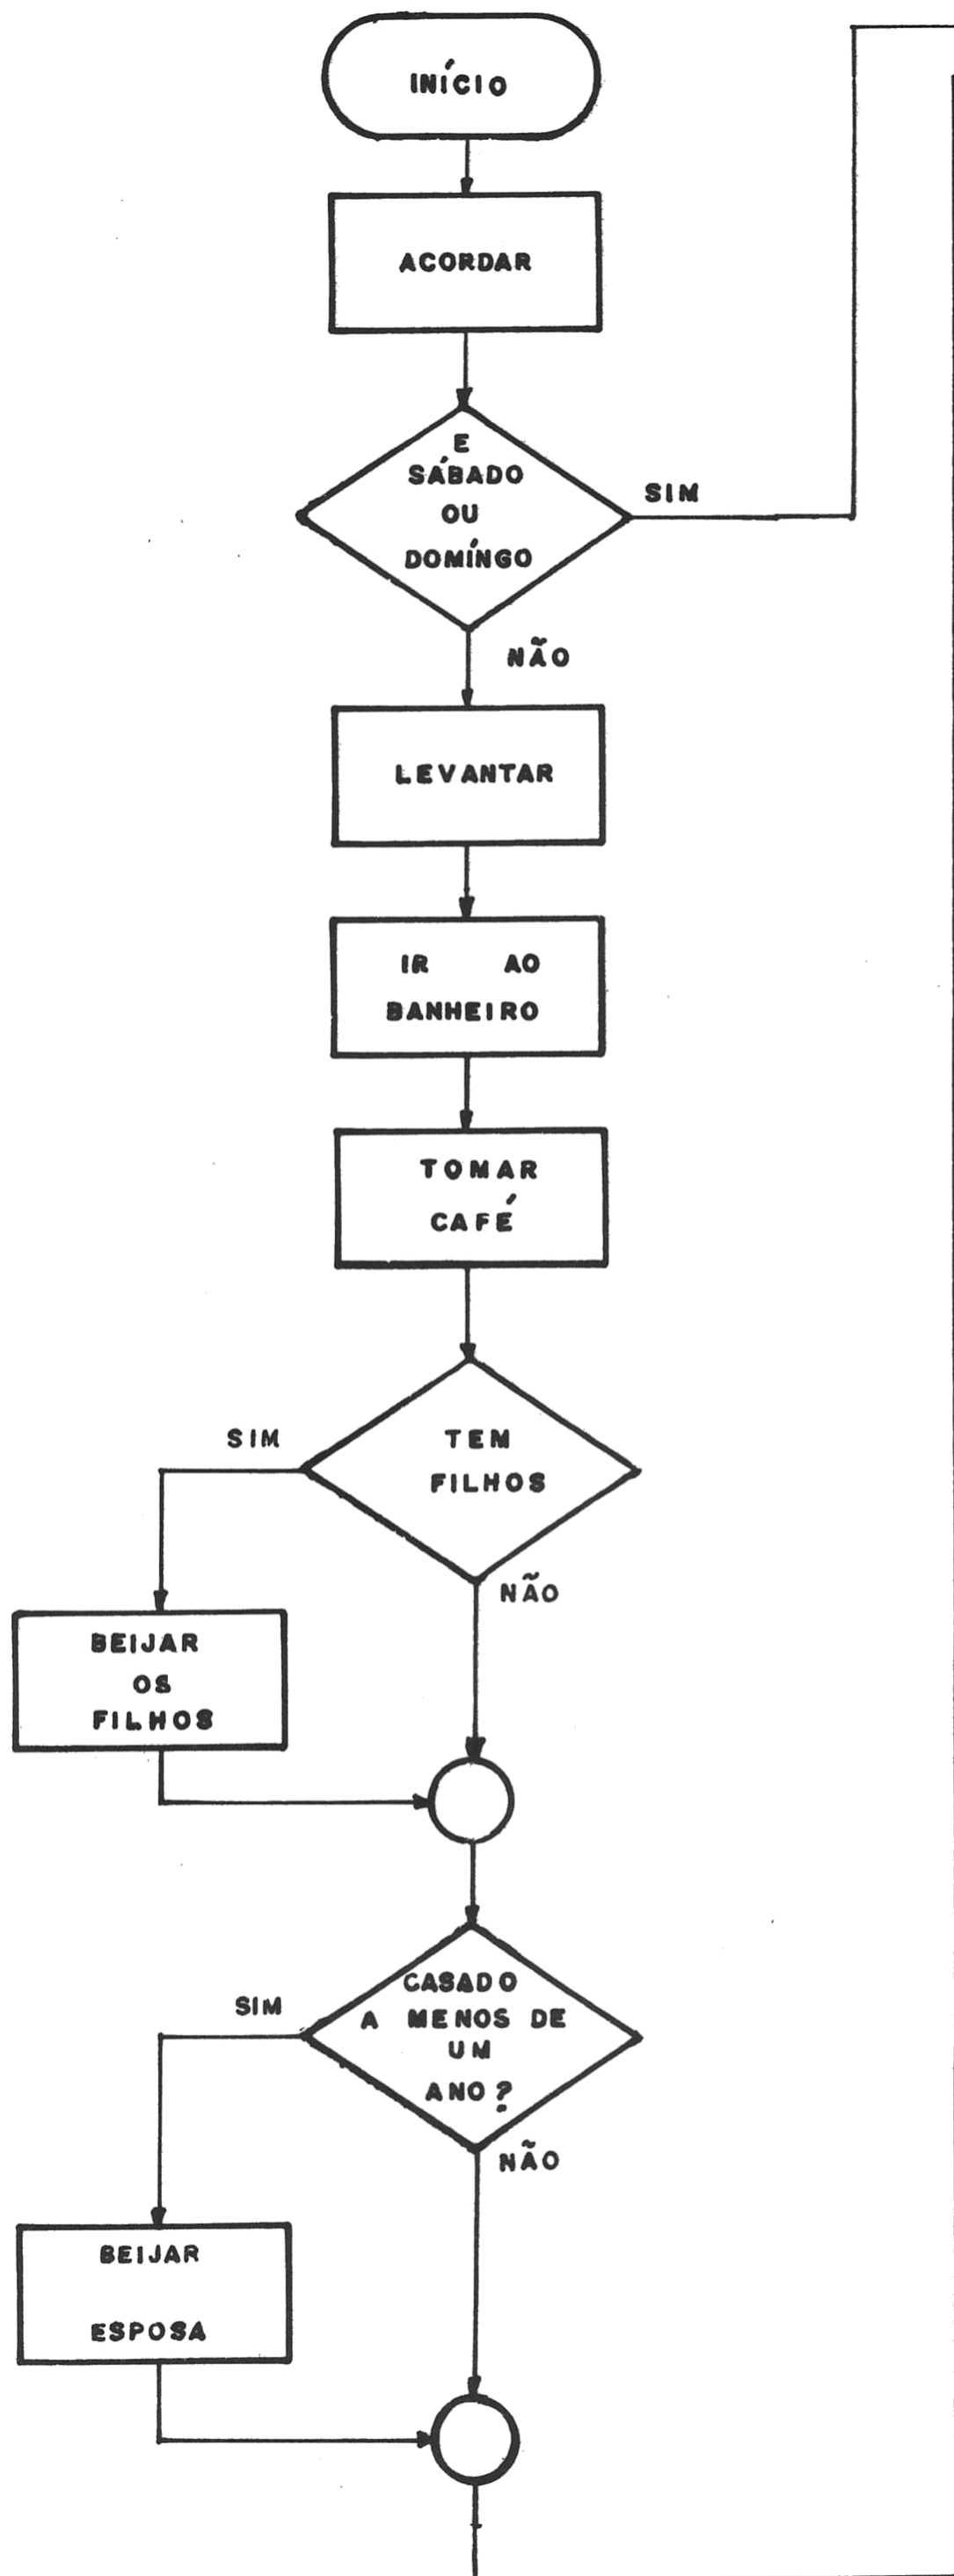 INÍCIO
ACORDAR
E
SÁBADO
OU
DOMÍNGO
SIM
NÃO
LEVANTAR
IR AO
BANHEIRO
TOMAR
CAFÉ
TEM
FILHOS
SIM
NÃO
BEIJAR
OS
FILHOS
CASADO
A MENOS DE
UM
ANO?
SIM
NÃO
BEIJAR
ESPOSA